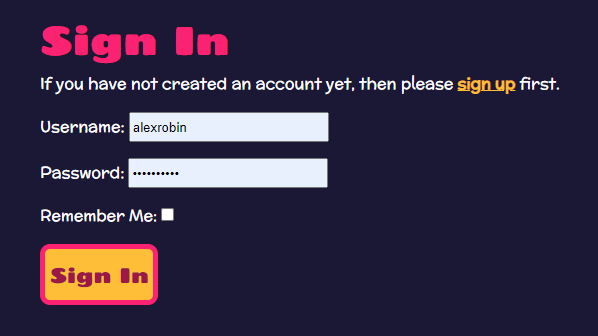 Sign In
If you have not created an account yet, then please sign up first.
Username: alexrobin
Password: ••••••••••
Remember Me:
Sign In